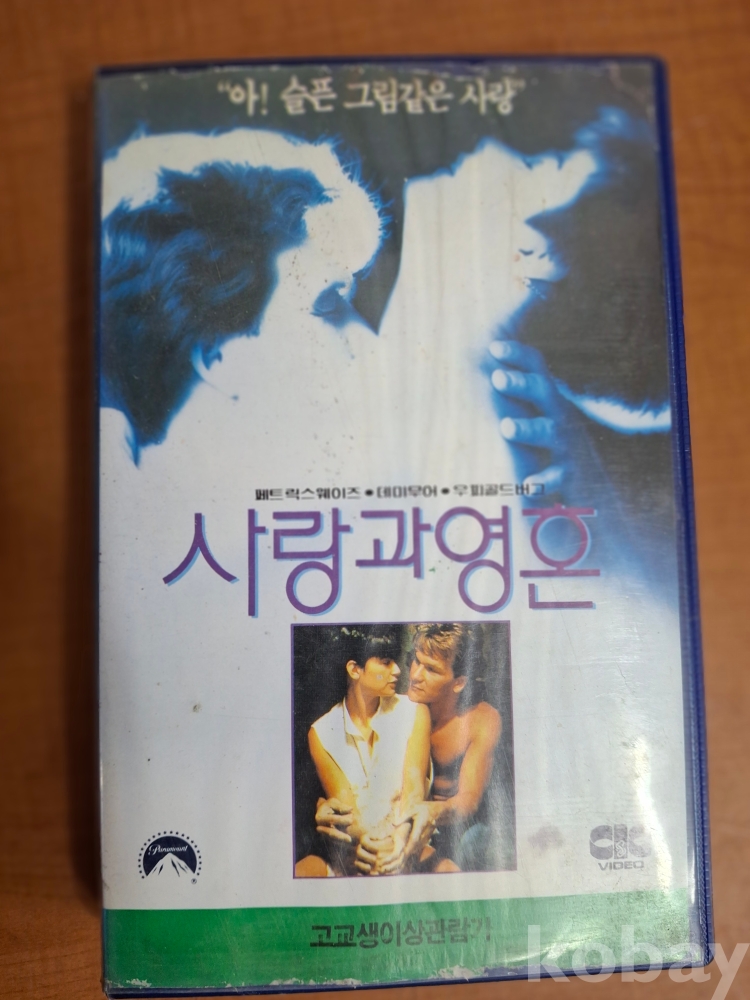 "아! 슬픈 그림같은 사랑"
페트릭스웨이즈 • 데미무어 • 우피골드버그
사랑과영혼
Paramount
CIC
VIDEO
고교생이상관람가
kobay